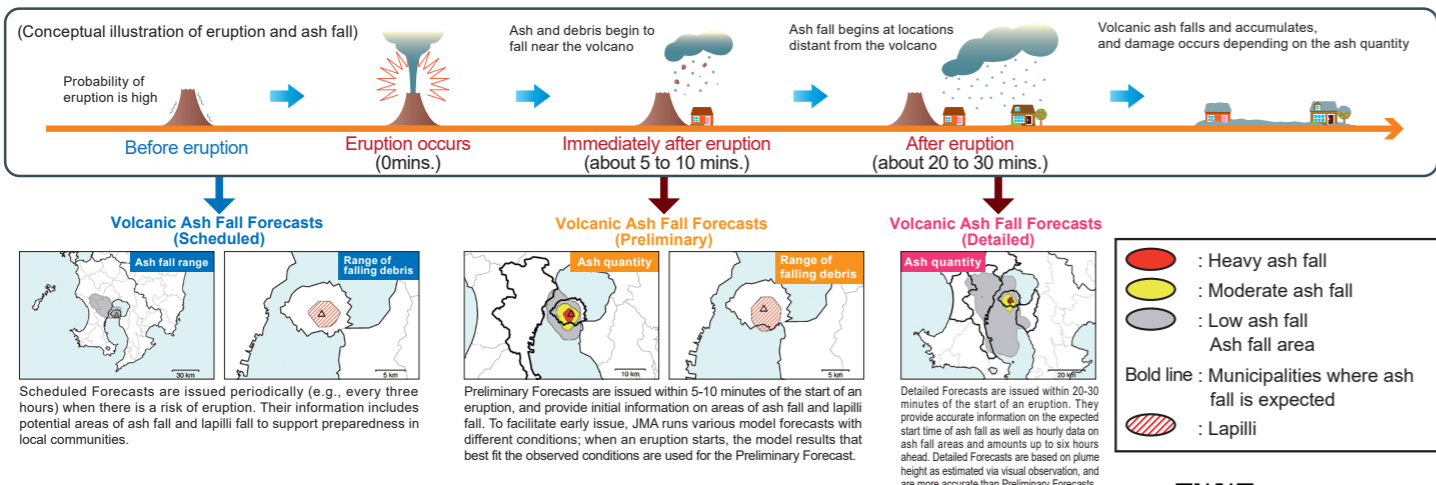 (Conceptual illustration of eruption and ash fall)
Probability of
eruption is high
Ash and debris begin to
fall near the volcano
Ash fall begins at locations
distant from the volcano
Volcanic ash falls and accumulates,
and damage occurs depending on the ash quantity
Before eruption
Eruption occurs
(0mins.)
Immediately after eruption
(about 5 to 10 mins.)
After eruption
(about 20 to 30 mins.)
Volcanic Ash Fall Forecasts
(Scheduled)
Ash fall range
30 km
Range of
falling debris
5 km
Scheduled Forecasts are issued periodically (e.g., every three
hours) when there is a risk of eruption. Their information includes
potential areas of ash fall and lapilli fall to support preparedness in
local communities.
Volcanic Ash Fall Forecasts
(Preliminary)
Ash quantity
10 km
Range of
falling debris
5 km
Preliminary Forecasts are issued within 5-10 minutes of the start of an
eruption, and provide initial information on areas of ash fall and lapilli
fall. To facilitate early issue, JMA runs various model forecasts with
different conditions; when an eruption starts, the model results that
best fit the observed conditions are used for the Preliminary Forecast.
Volcanic Ash Fall Forecasts
(Detailed)
Ash quantity
20 km
Detailed Forecasts are issued within 20-30
minutes of the start of an eruption. They
provide accurate information on the expected
start time of ash fall as well as hourly data on
ash fall areas and amounts up to six hours
ahead. Detailed Forecasts are based on plume
height as estimated via visual observation, and
are more accurate than Preliminary Forecasts.
: Heavy ash fall
: Moderate ash fall
: Low ash fall
Ash fall area
Bold line : Municipalities where ash
fall is expected
: Lapilli